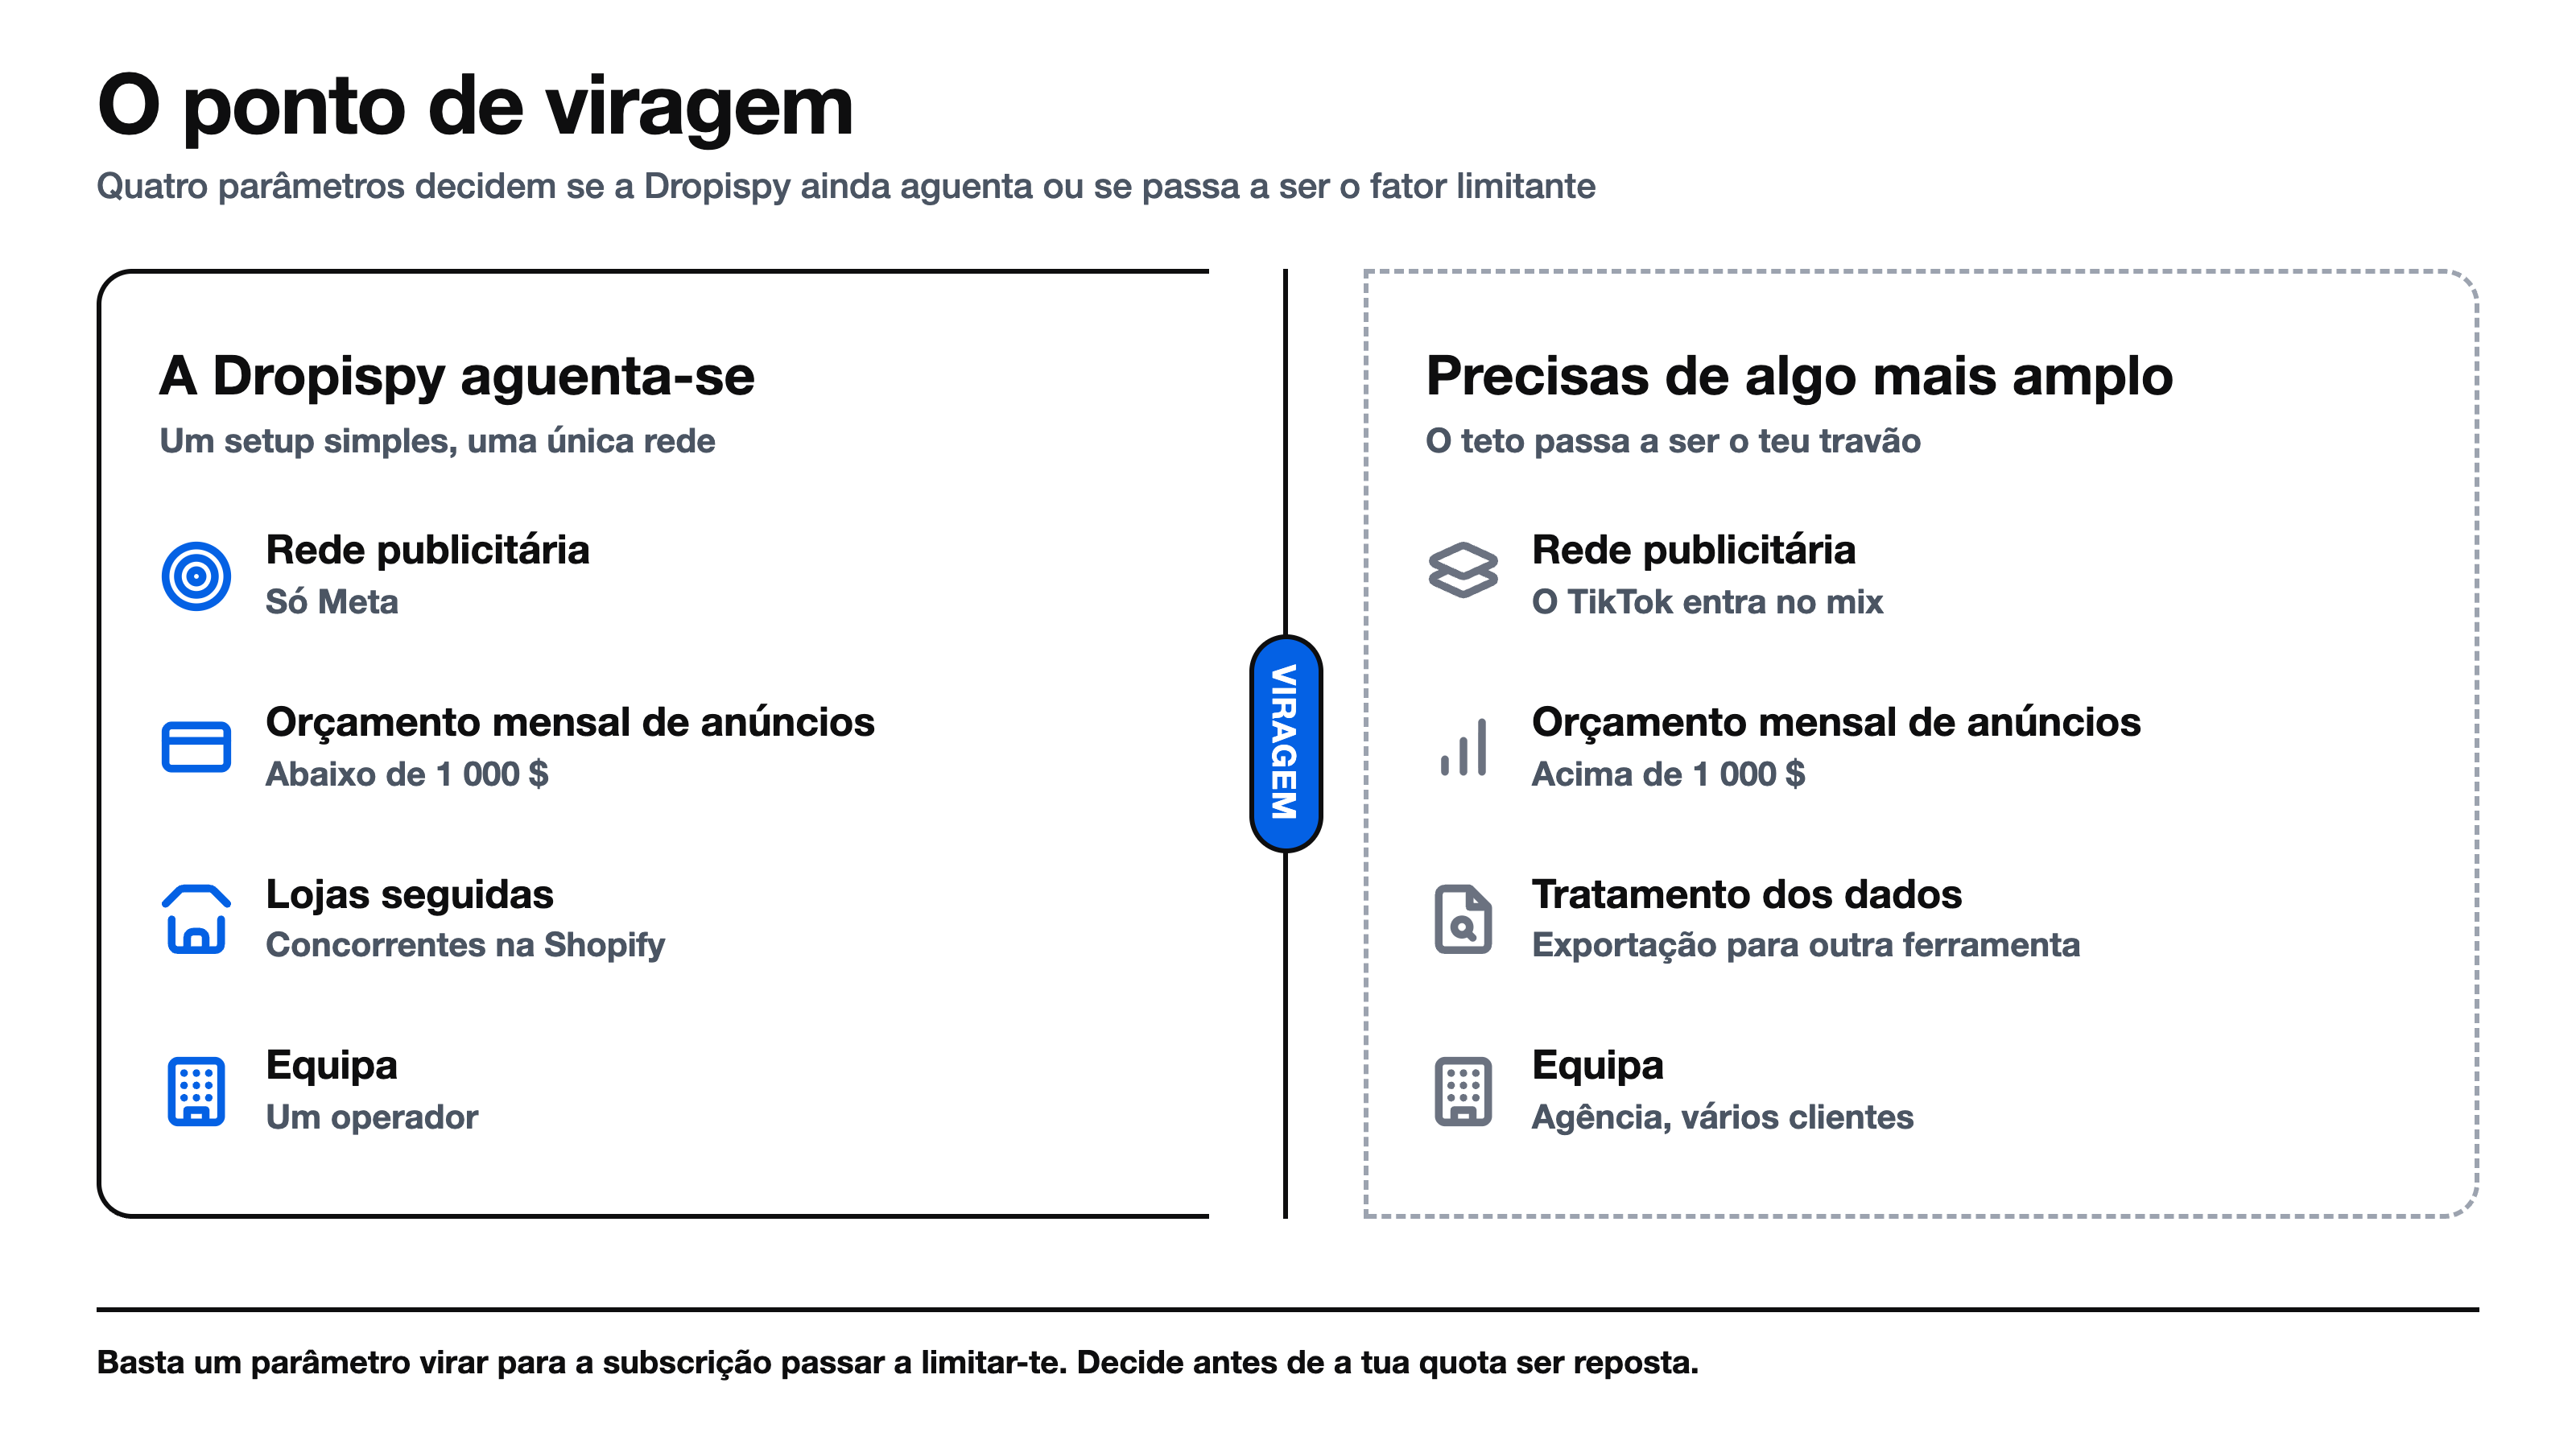 O ponto de viragem
Quatro parâmetros decidem se a Dropispy ainda aguenta ou se passa a ser o fator limitante
A Dropispy aguenta-se
Um setup simples, uma única rede
Rede publicitária
Só Meta
Orçamento mensal de anúncios
Abaixo de 1 000 $
Lojas seguidas
Concorrentes na Shopify
Equipa
Um operador
VIRAGEM
Precisas de algo mais amplo
O teto passa a ser o teu travão
Rede publicitária
O TikTok entra no mix
Orçamento mensal de anúncios
Acima de 1 000 $
Tratamento dos dados
Exportação para outra ferramenta
Equipa
Agência, vários clientes
Basta um parâmetro virar para a subscrição passar a limitar-te. Decide antes de a tua quota ser reposta.